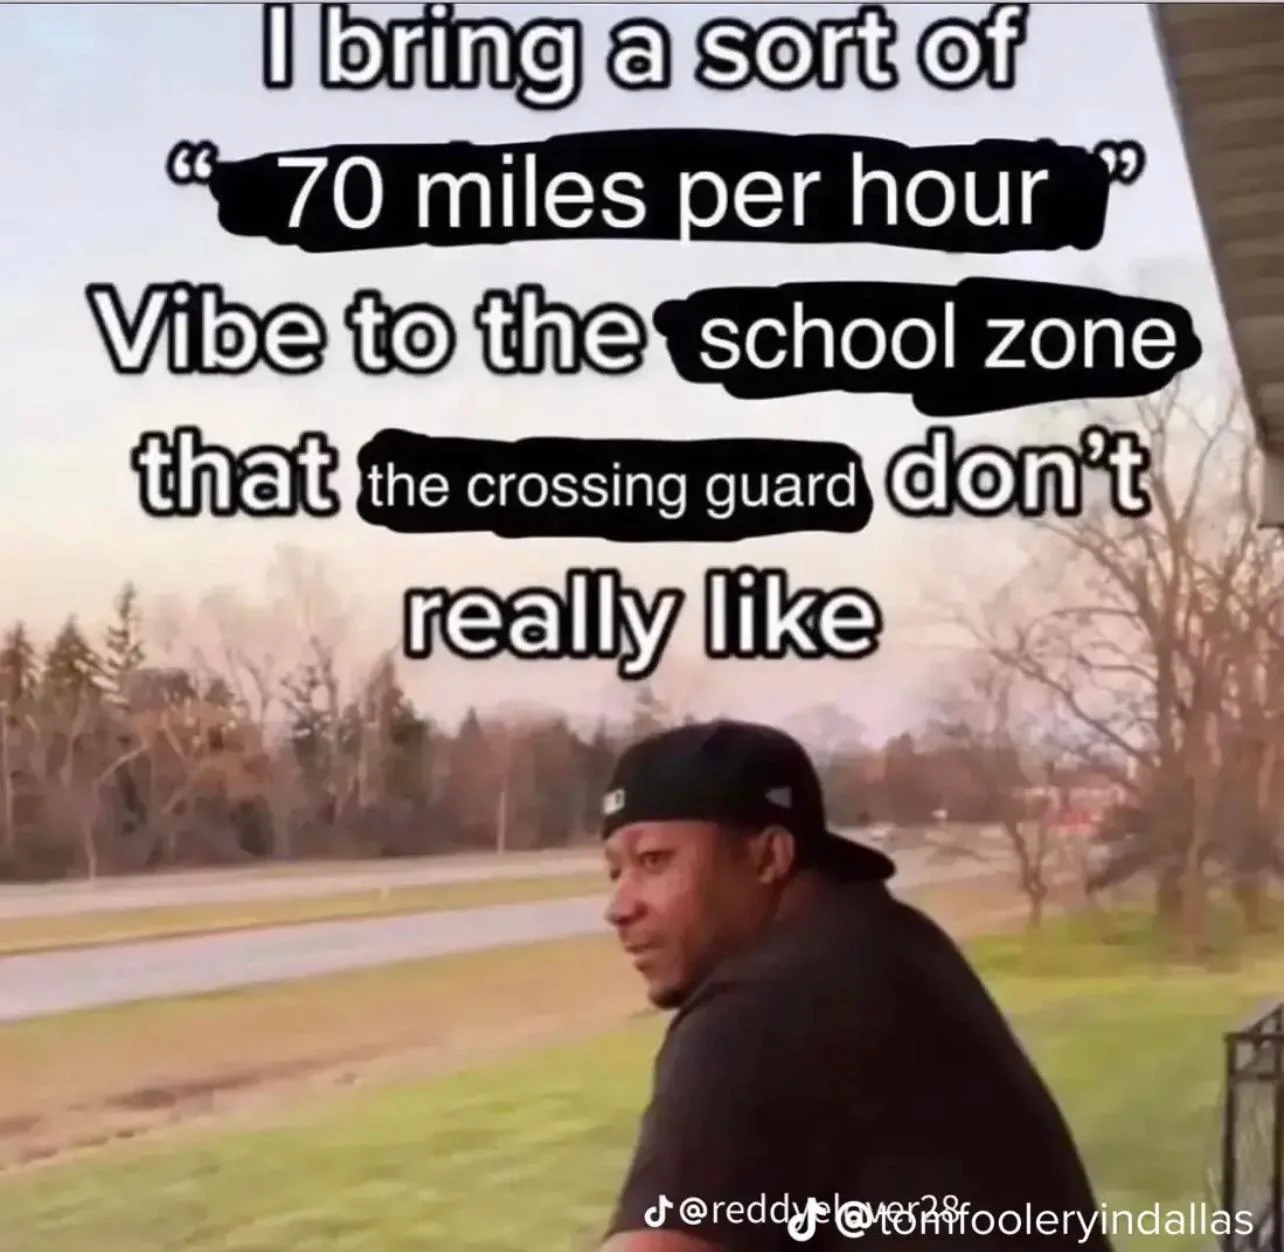 I bring a sort of
“ 70 miles per hour ”
Vibe to the school zone
that the crossing guard don’t
really like
@tomfooleryindallas